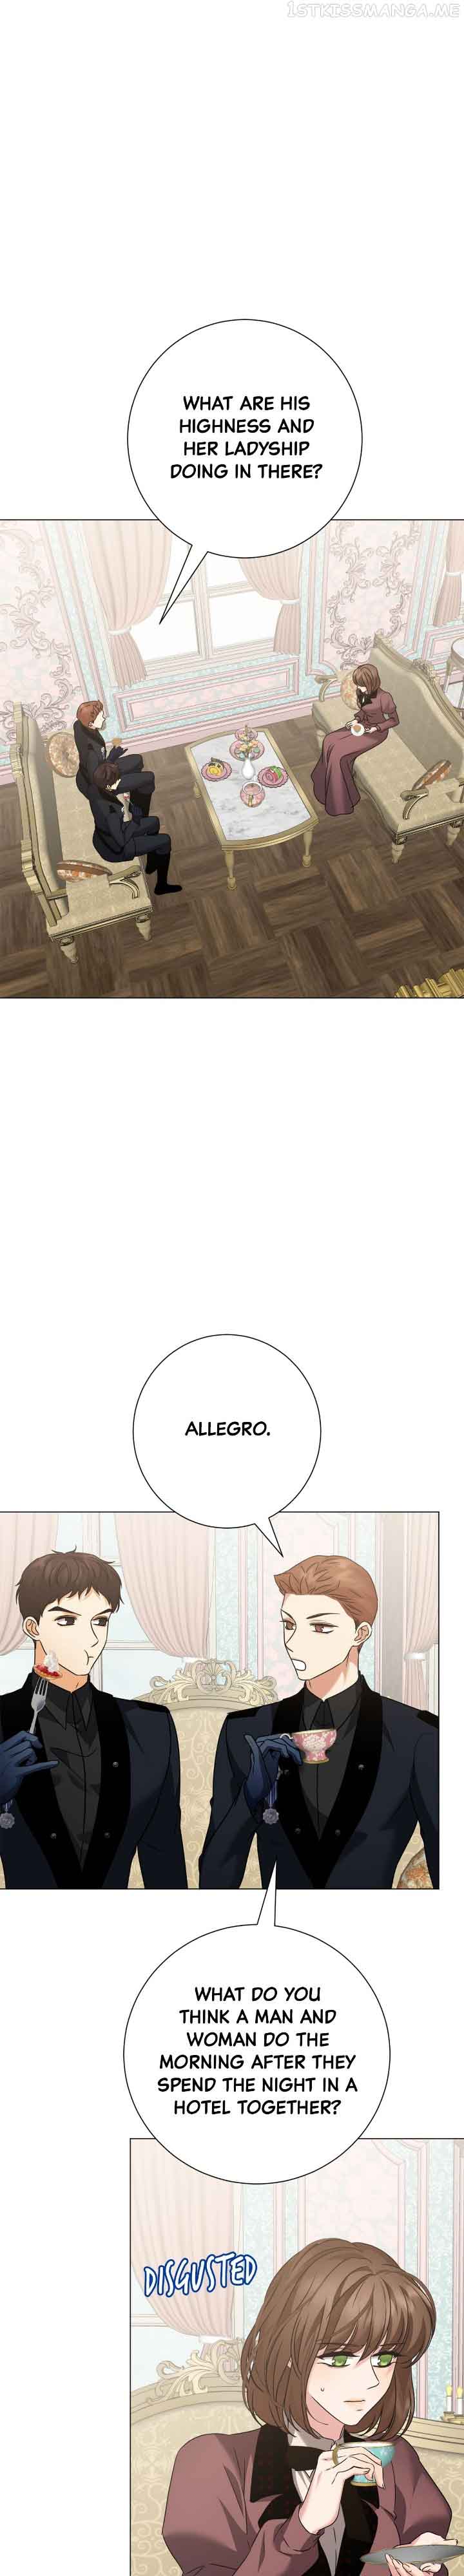 1STKISSMANGA.ME
WHAT ARE HIS
HIGHNESS AND
HER LADYSHIP
DOING IN THERE?
ALLEGRO.
WHAT DO YOU
THINK A MAN AND
WOMAN DO THE
MORNING AFTER THEY
SPEND THE NIGHT IN A
HOTEL TOGETHER?
DISGUSTED